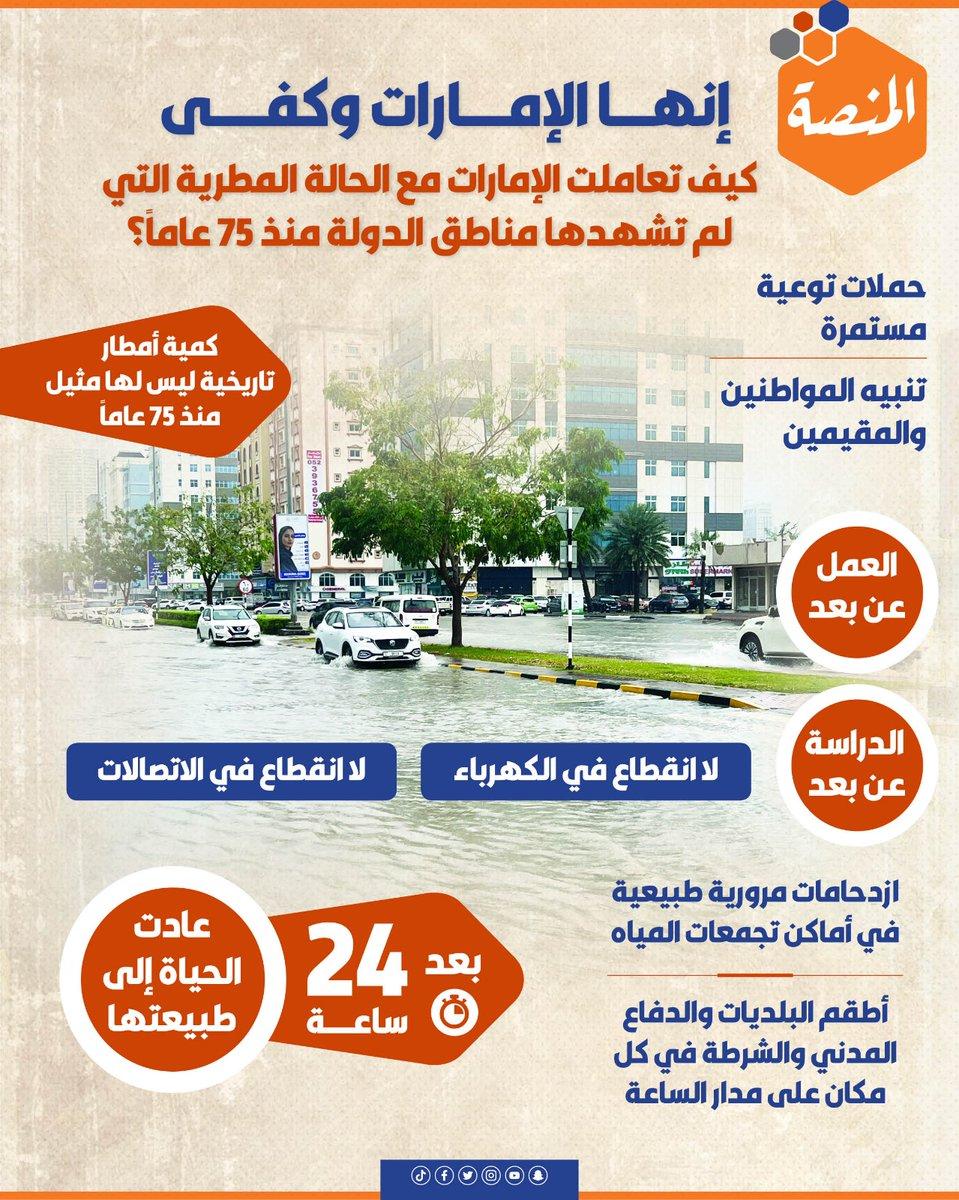 المنصة
إنهــا الإمــارات وكفــى
كيف تعاملت الإمارات مع الحالة المطرية التي
لم تشهدها مناطق الدولة منذ 75 عاماً؟
حملات توعية
مستمرة
تنبيه المواطنين
والمقيمين
كمية أمطار
تاريخية ليس لها مثيل
منذ 75 عاماً
العمل
عن بعد
الدراسة
عن بعد
لا انقطاع في الكهرباء
لا انقطاع في الاتصالات
ازدحامات مرورية طبيعية
في أماكن تجمعات المياه
أطقم البلديات والدفاع
المدني والشرطة في كل
مكان على مدار الساعة
بعد
24
ساعــة
عادت
الحياة إلى
طبيعتها